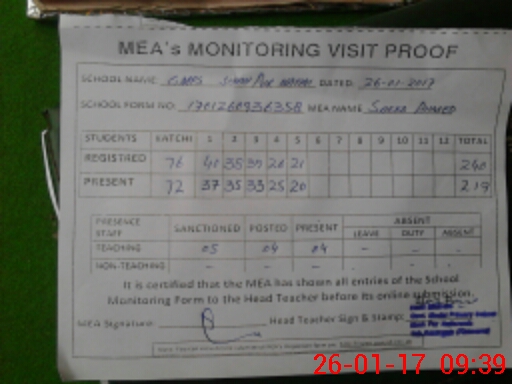 MEA's MONITORING VISIT PROOF
SCHOOL NAME DATED: 26-01-2017
SCHOOL FORM NO. MEA NAME Ahmed
STUDENTS KATCHI 1 2 3 4 5 6 7 8 9 10 11 12 TOTAL
REGISTRED 76 41 35 21 240
PRESENT 72 37 35 33 25 20 219
PRESENCE STAFF SANCTIONED POSTED PRESENT ABSENT
LEAVE DUTY ABSENT
TEACHING 05 04 04 - - -
NON-TEACHING - - - - - -
It is certified that the MEA has shown all entries of the School
Monitoring Form to the Head Teacher before its online submission.
MEA Signature: Head Teacher Sign & Stamp:
26-01-17 09:39